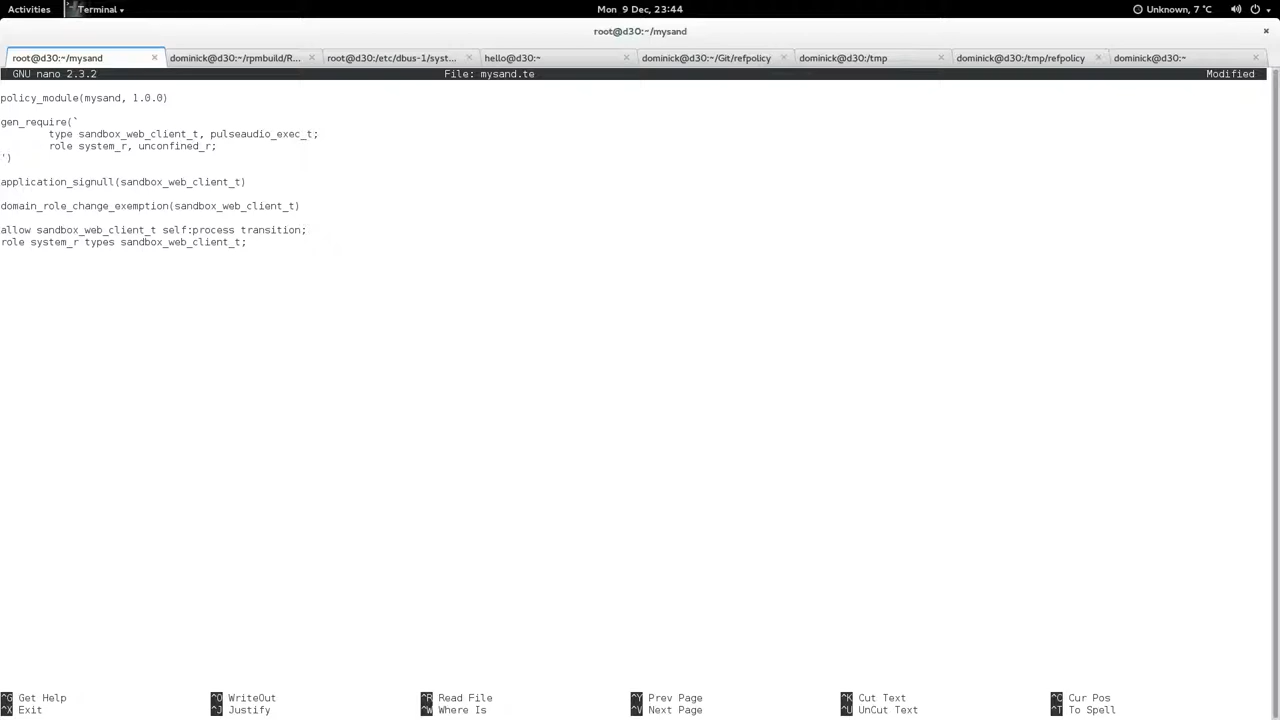 Activities Terminal Mon 9 Dec, 23:44 Unknown, 7 °C
root@d30:~/mysand
root@d30:~/mysand dominick@d30:~/rpmbuild/R... root@d30:/etc/dbus-1/syst... hello@d30:~ dominick@d30:~/Git/refpolicy dominick@d30:/tmp dominick@d30:/tmp/refpolicy dominick@d30:~
GNU nano 2.3.2 File: mysand.te Modified
policy_module(mysand, 1.0.0)
gen_require(`
type sandbox_web_client_t, pulseaudio_exec_t;
role system_r, unconfined_r;
')
application_signull(sandbox_web_client_t)
domain_role_change_exemption(sandbox_web_client_t)
allow sandbox_web_client_t self:process transition;
role system_r types sandbox_web_client_t;
^G Get Help ^O WriteOut ^R Read File ^Y Prev Page ^K Cut Text ^C Cur Pos
^X Exit ^J Justify ^W Where Is ^V Next Page ^U UnCut Text ^T To Spell